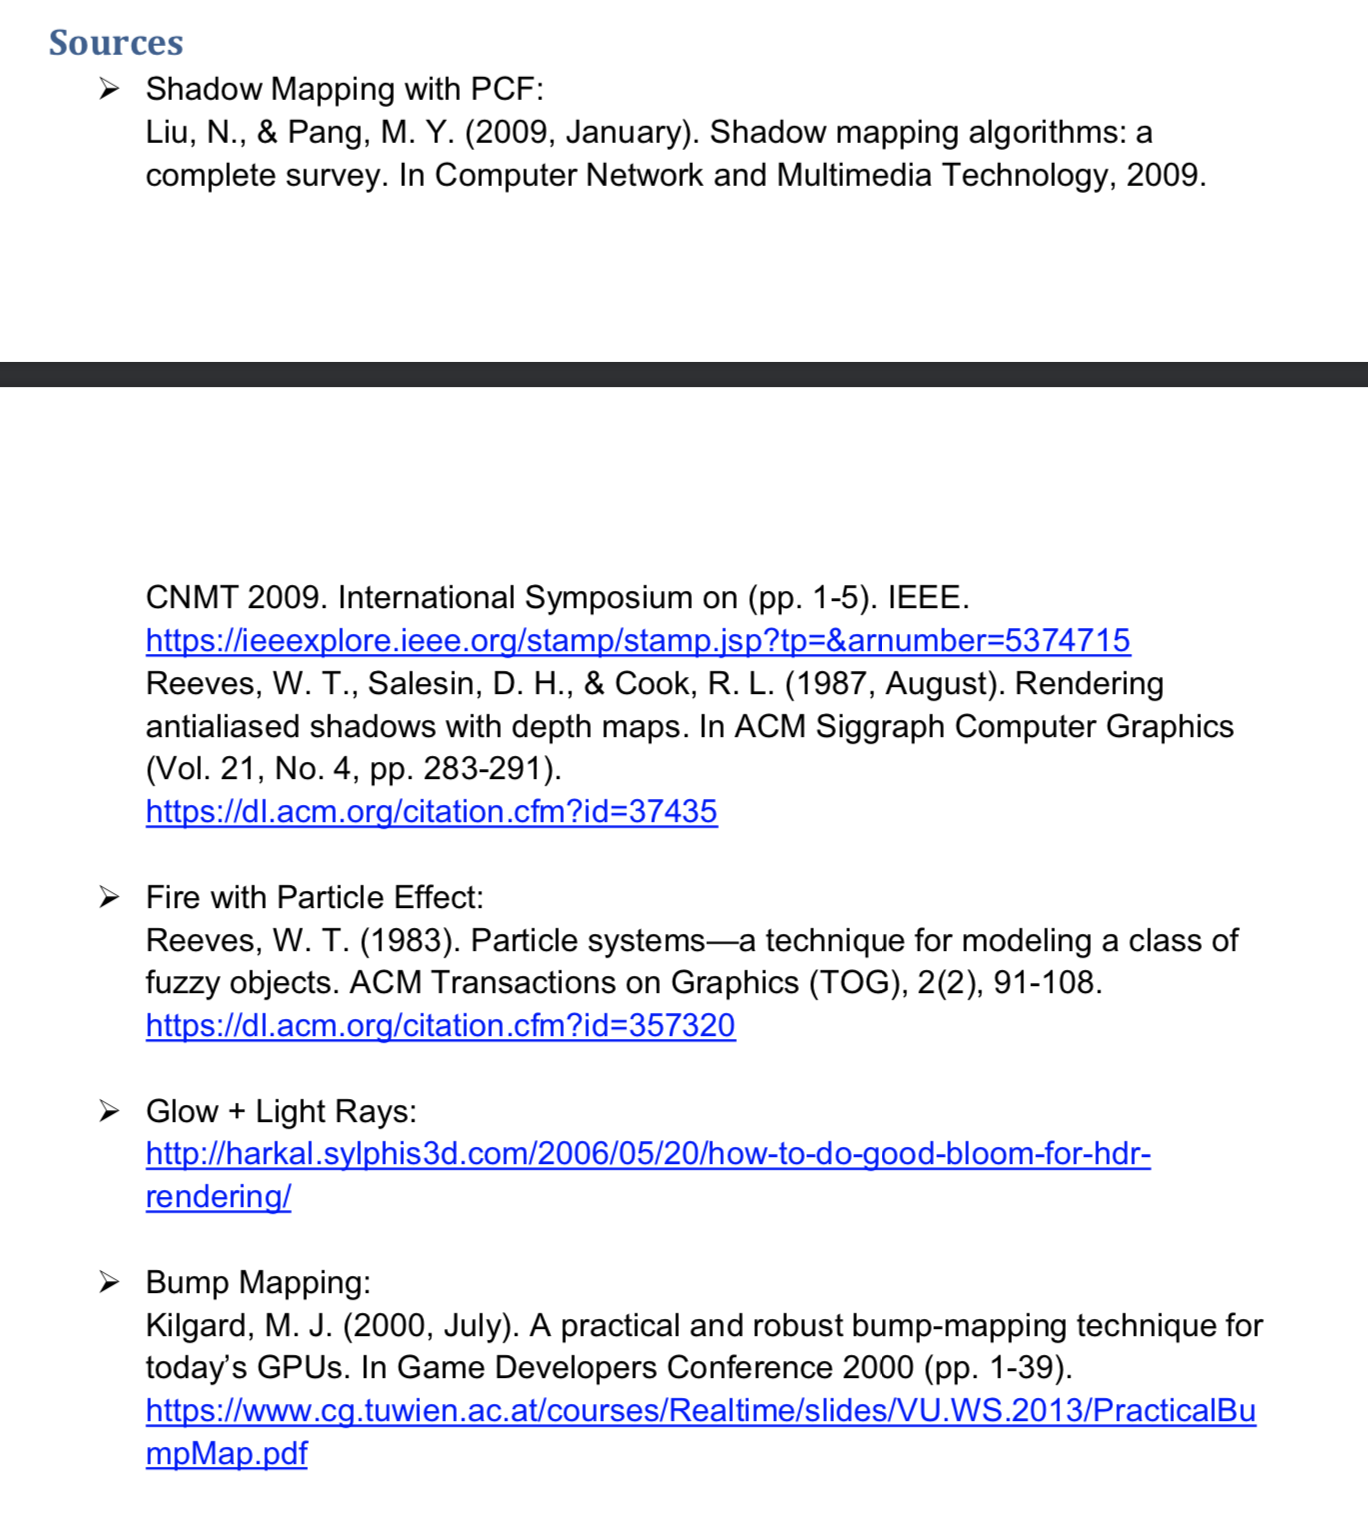 Sources
➢ Shadow Mapping with PCF:
Liu, N., & Pang, M. Y. (2009, January). Shadow mapping algorithms: a
complete survey. In Computer Network and Multimedia Technology, 2009.
CNMT 2009. International Symposium on (pp. 1-5). IEEE.
https://ieeexplore.ieee.org/stamp/stamp.jsp?tp=&arnumber=5374715
Reeves, W. T., Salesin, D. H., & Cook, R. L. (1987, August). Rendering
antialiased shadows with depth maps. In ACM Siggraph Computer Graphics
(Vol. 21, No. 4, pp. 283-291).
https://dl.acm.org/citation.cfm?id=37435
➢ Fire with Particle Effect:
Reeves, W. T. (1983). Particle systems—a technique for modeling a class of
fuzzy objects. ACM Transactions on Graphics (TOG), 2(2), 91-108.
https://dl.acm.org/citation.cfm?id=357320
➢ Glow + Light Rays:
http://harkal.sylphis3d.com/2006/05/20/how-to-do-good-bloom-for-hdr-
rendering/
➢ Bump Mapping:
Kilgard, M. J. (2000, July). A practical and robust bump-mapping technique for
today’s GPUs. In Game Developers Conference 2000 (pp. 1-39).
https://www.cg.tuwien.ac.at/courses/Realtime/slides/VU.WS.2013/PracticalBu
mpMap.pdf